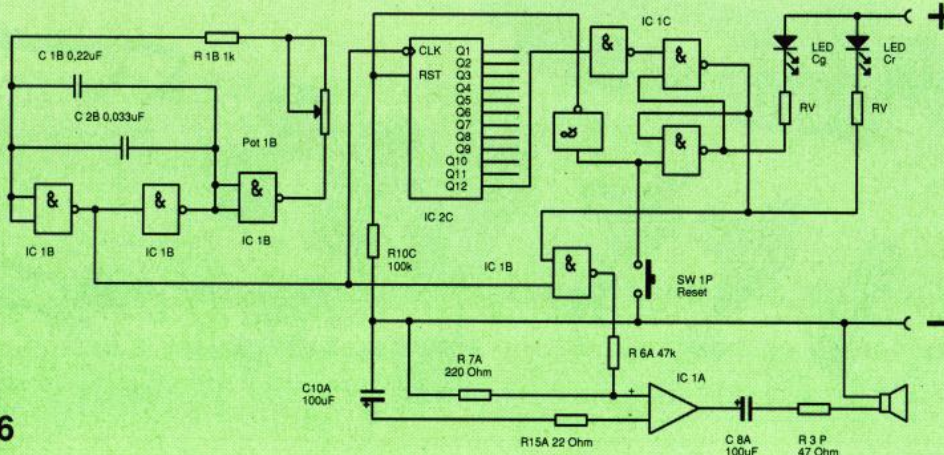 C 1B 0,22uF
R 1B 1k
C 2B 0,033uF
Pot 1B
&
IC 1B
&
IC 1B
&
IC 1B
CLK
RST
Q1
Q2
Q3
Q4
Q5
Q6
Q7
Q8
Q9
Q10
Q11
Q12
IC 2C
R10C
100k
IC 1C
&
&
&
&
LED
Cg
LED
Cr
RV
RV
+
IC 1B
&
SW 1P
Reset
-
R 6A 47k
R 7A
220 Ohm
C10A
100uF
+
R15A 22 Ohm
IC 1A
+
+
C 8A
100uF
R 3 P
47 Ohm
6